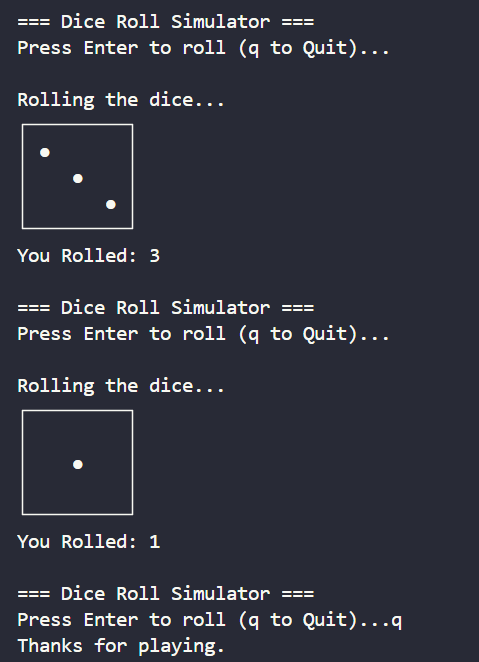 === Dice Roll Simulator ===
Press Enter to roll (q to Quit)...
Rolling the dice...
You Rolled: 3
=== Dice Roll Simulator ===
Press Enter to roll (q to Quit)...
Rolling the dice...
You Rolled: 1
=== Dice Roll Simulator ===
Press Enter to roll (q to Quit)...q
Thanks for playing.